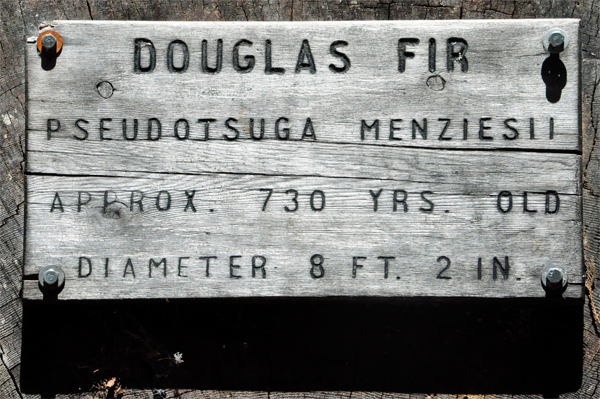 DOUGLAS FIR
PSEUDOTSUGA MENZIESII
APPROX. 730 YRS. OLD
DIAMETER 8 FT. 2 IN.